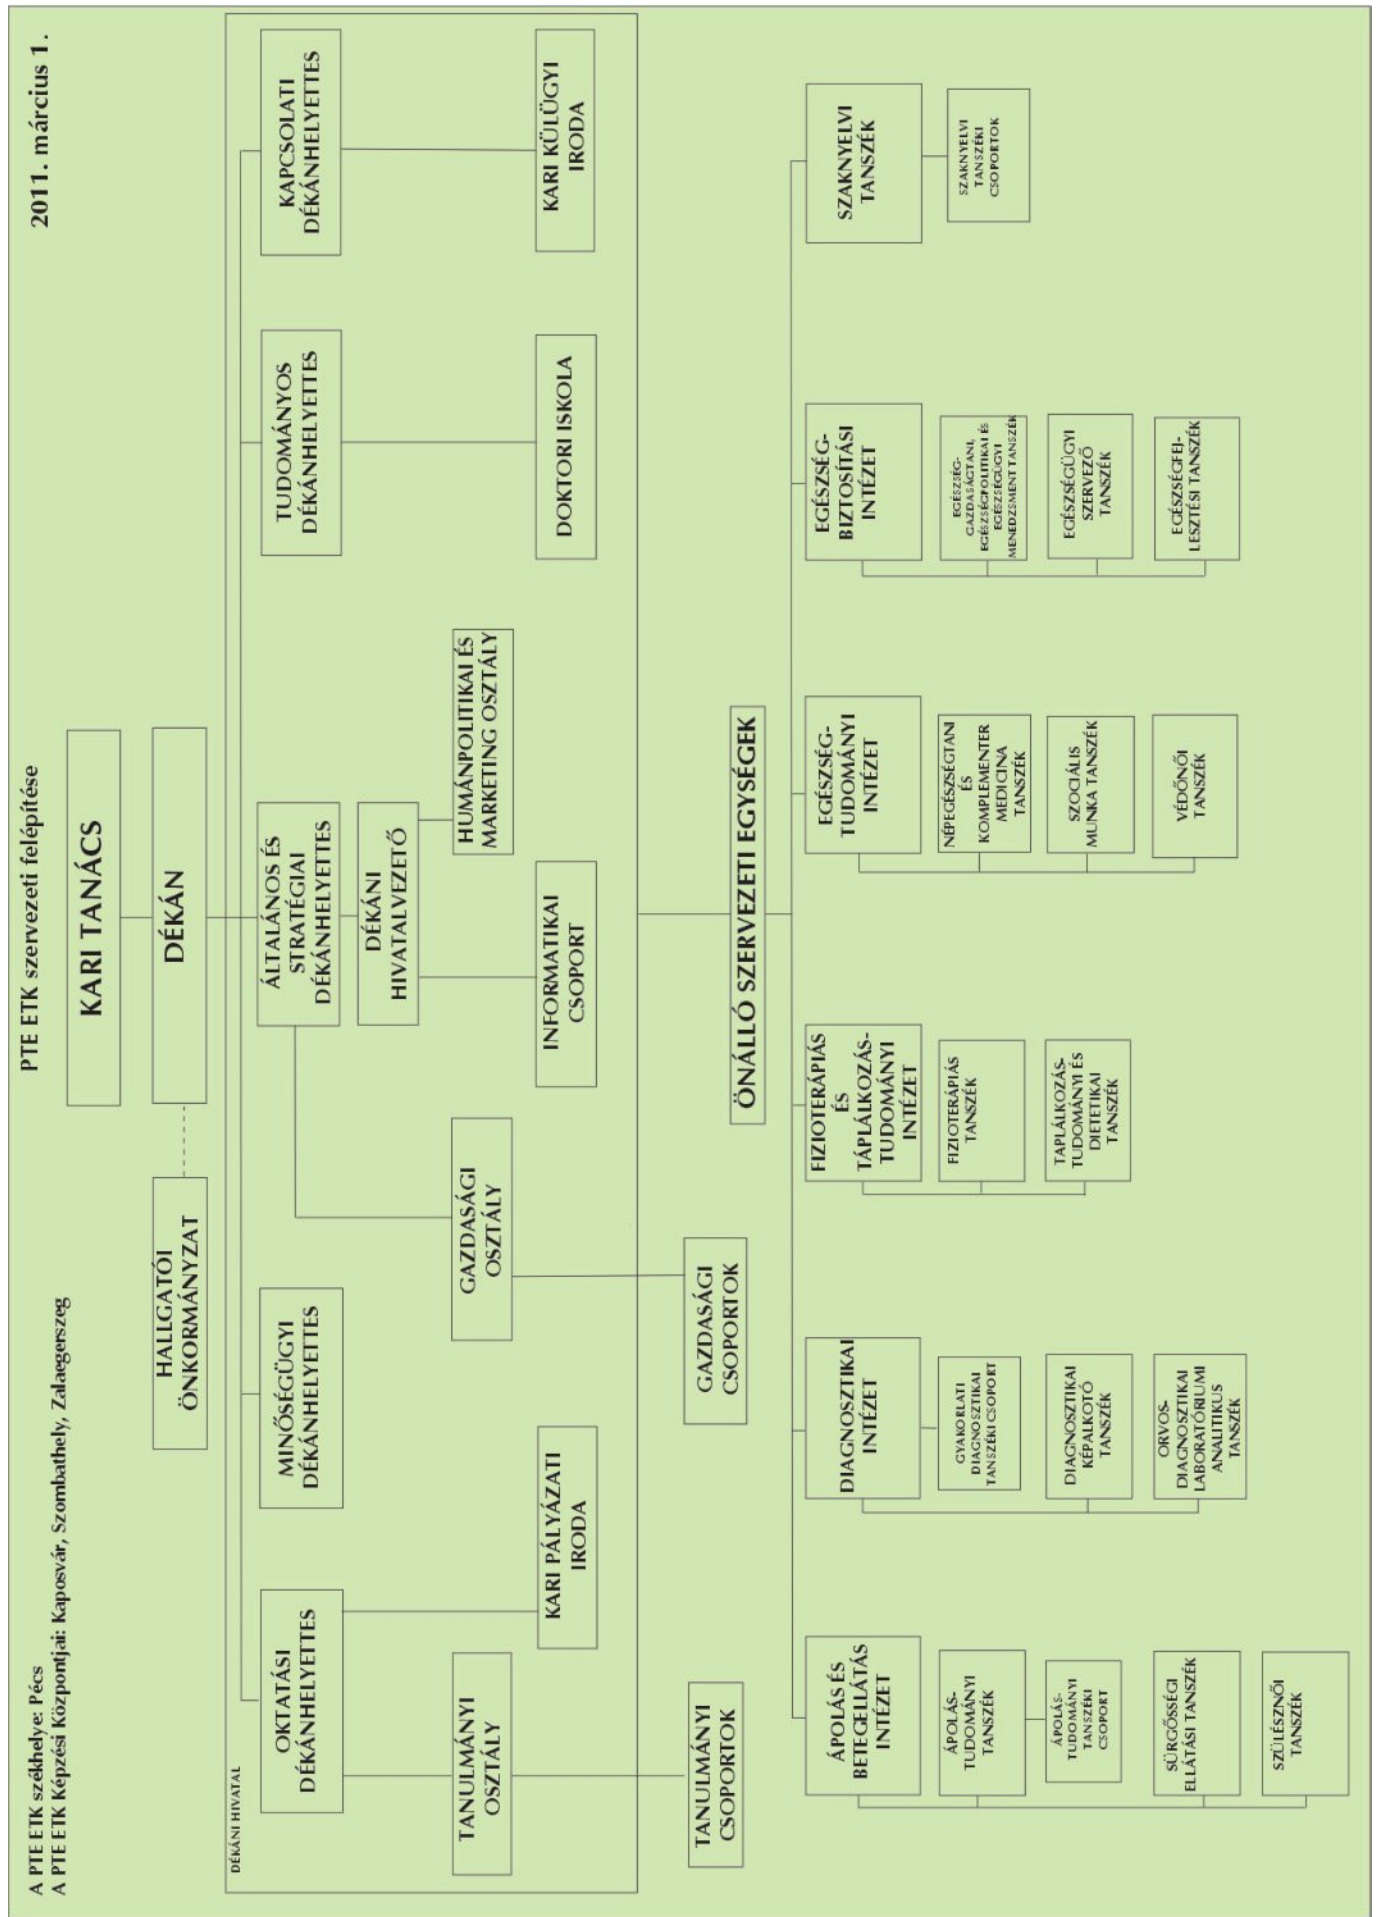 A PTE ETK székhelye: Pécs
A PTE ETK Képzési Központjai: Kaposvár, Szombathely, Zalaegerszeg
PTE ETK szervezeti felépítése
2011. március 1.
KARI TANÁCS
DÉKÁN
HALLGATÓI
ÖNKORMÁNYZAT
DÉKÁNI HIVATAL
OKTATÁSI
DÉKÁNHELYETTES
MINŐSÉGÜGYI
DÉKÁNHELYETTES
ÁLTALÁNOS ÉS
STRATÉGIAI
DÉKÁNHELYETTES
TUDOMÁNYOS
DÉKÁNHELYETTES
KAPCSOLATI
DÉKÁNHELYETTES
DÉKÁNI
HIVATALVEZETŐ
TANULMÁNYI
OSZTÁLY
GAZDASÁGI
OSZTÁLY
HUMÁNPOLITIKAI ÉS
MARKETING OSZTÁLY
KARI PÁLYÁZATI
IRODA
INFORMATIKAI
CSOPORT
DOKTORI ISKOLA
KARI KÜLÜGYI
IRODA
TANULMÁNYI
CSOPORTOK
GAZDASÁGI
CSOPORTOK
ÖNÁLLÓ SZERVEZETI EGYSÉGEK
ÁPOLÁS ÉS
BETEGELLÁTÁS
INTÉZET
ÁPOLÁS-
TUDOMÁNYI
TANSZÉK
ÁPOLÁS-
TUDOMÁNYI
TANSZÉKI
CSOPORT
SÜRGŐSSÉGI
ELLÁTÁSI TANSZÉK
SZÜLÉSZNŐI
TANSZÉK
DIAGNOSZTIKAI
INTÉZET
GYAKORLATI
DIAGNOSZTIKAI
TANSZÉKI CSOPORT
DIAGNOSZTIKAI
KÉPALKOTÓ
TANSZÉK
ORVOS-
DIAGNOSZTIKAI
LABORATÓRIUMI
ANALITIKUS
TANSZÉK
FIZIOTERÁPIÁS
ÉS
TÁPLÁLKOZÁS-
TUDOMÁNYI
INTÉZET
FIZIOTERÁPIÁS
TANSZÉK
TAPLÁLKOZÁS-
TUDOMÁNYI ÉS
DIETETIKAI
TANSZÉK
EGÉSZSÉG-
TUDOMÁNYI
INTÉZET
NÉPEGÉSZSÉGTANI
ÉS
KOMPLEMENTER
MEDICINA
TANSZÉK
SZOCIÁLIS
MUNKA TANSZÉK
VÉDŐNŐI
TANSZÉK
EGÉSZSÉG-
BIZTOSÍTÁSI
INTÉZET
EGÉSZSÉG-
GAZDASÁGTANI,
EGÉSZSÉGPOLITIKAI ÉS
EGÉSZSÉGÜGYI
MENEDZSMENT TANSZÉK
EGÉSZSÉGÜGYI
SZERVEZŐ
TANSZÉK
EGÉSZSÉGFEJ-
LESZTÉSI TANSZÉK
SZAKNYELVI
TANSZÉK
SZAKNYELVI
TANSZÉKI
CSOPORTOK